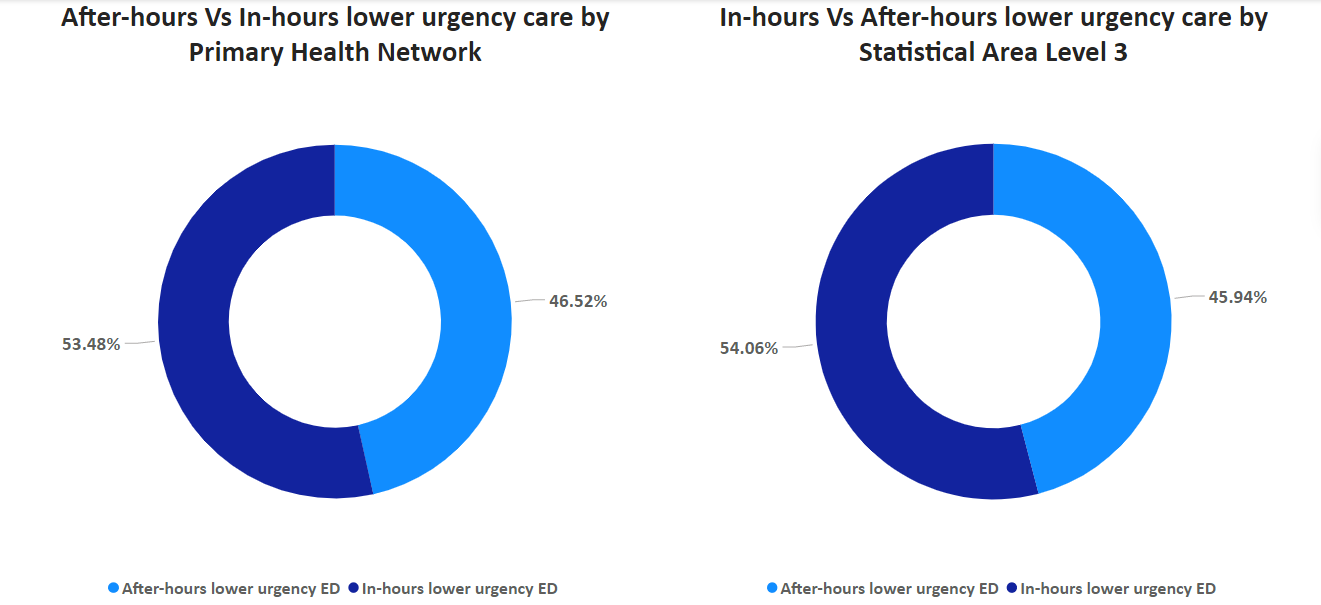 After-hours Vs In-hours lower urgency care by
Primary Health Network
53.48%
46.52%
After-hours lower urgency ED In-hours lower urgency ED
In-hours Vs After-hours lower urgency care by
Statistical Area Level 3
54.06%
45.94%
After-hours lower urgency ED In-hours lower urgency ED